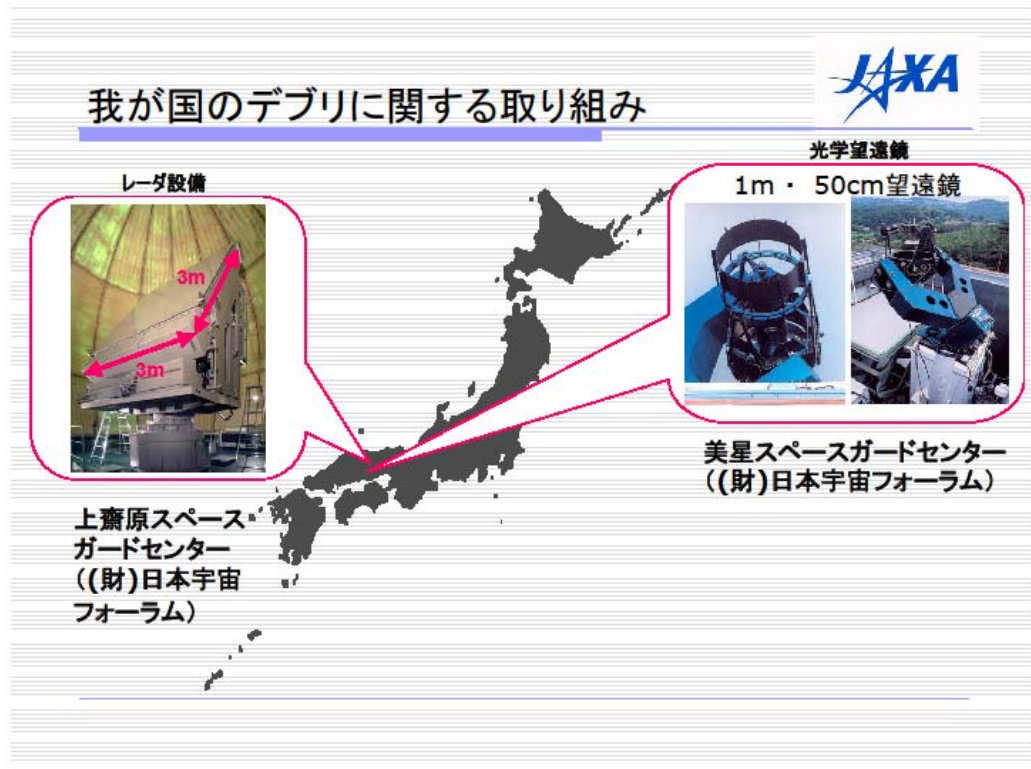 我が国のデブリに関する取り組み
JAXA
レーダ設備
3m
3m
上齋原スペース
ガードセンター
((財)日本宇宙
フォーラム)
光学望遠鏡
1m・50cm望遠鏡
美星スペースガードセンター
((財)日本宇宙フォーラム)